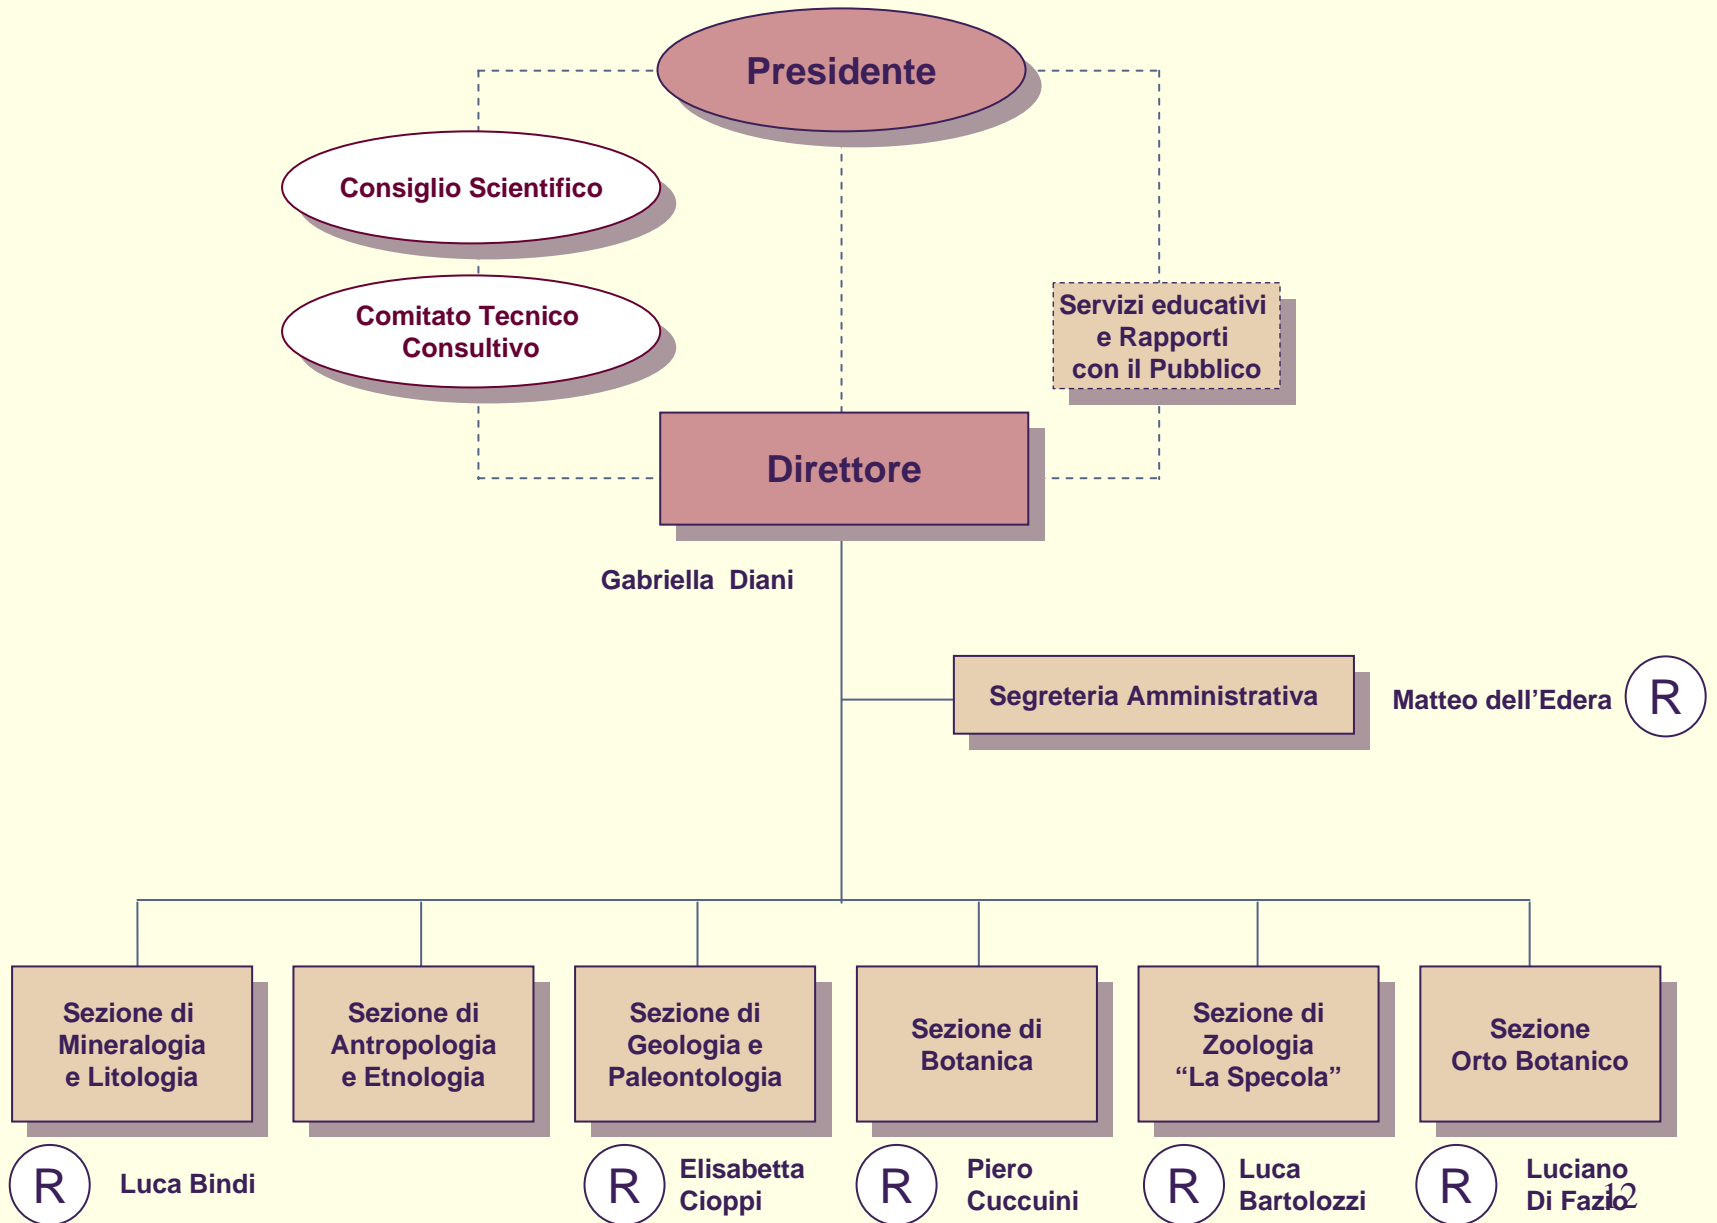 Presidente
Consiglio Scientifico
Comitato Tecnico
Consultivo
Servizi educativi
e Rapporti
con il Pubblico
Direttore
Gabriella Diani
Segreteria Amministrativa
Matteo dell’Edera
R
Sezione di
Mineralogia
e Litologia
Sezione di
Antropologia
e Etnologia
Sezione di
Geologia e
Paleontologia
Sezione di
Botanica
Sezione di
Zoologia
“La Specola”
Sezione
Orto Botanico
R
Luca Bindi
R
Elisabetta
Cioppi
R
Piero
Cuccuini
R
Luca
Bartolozzi
R
Luciano
Di Fazio
12